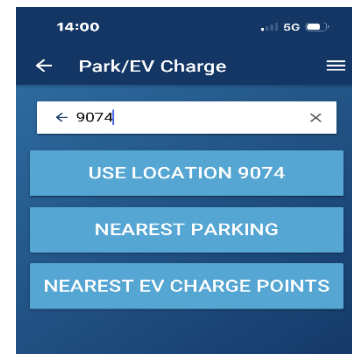 14:00 5G
Park/EV Charge
9074
USE LOCATION 9074
NEAREST PARKING
NEAREST EV CHARGE POINTS